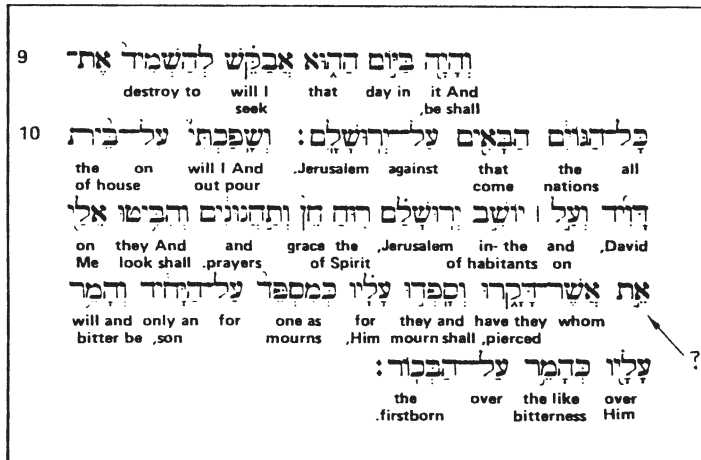 9 וְהָיָה בַּיּוֹם הַהוּא אֲבַקֵּשׁ לְהַשְׁמִיד אֶת־
destroy to will I that day in it And
seek ,be shall
10 כָּל־הַגּוֹיִם הַבָּאִים עַל־יְרוּשָׁלִָם׃ וְשָׁפַכְתִּי עַל־בֵּית
the on will I And ,Jerusalem against that the all
of house out pour come nations
דָּוִיד וְעַל ׀ יוֹשֵׁב יְרוּשָׁלִַם רוּחַ חֵן וְתַחֲנוּנִים וְהִבִּיטוּ אֵלַי
on they And and grace the ,Jerusalem in- the and ,David
Me look shall .prayers of Spirit of habitants on
אֵת אֲשֶׁר־דָּקָרוּ וְסָפְדוּ עָלָיו כְּמִסְפֵּד עַל־הַיָּחִיד וְהָמֵר
will and only an for one as for they and have they whom
bitter be ,son mourns ,Him mourn shall ,pierced
?
עָלָיו כְּהָמֵר עַל־הַבְּכוֹר׃
the over the like over
.firstborn bitterness Him